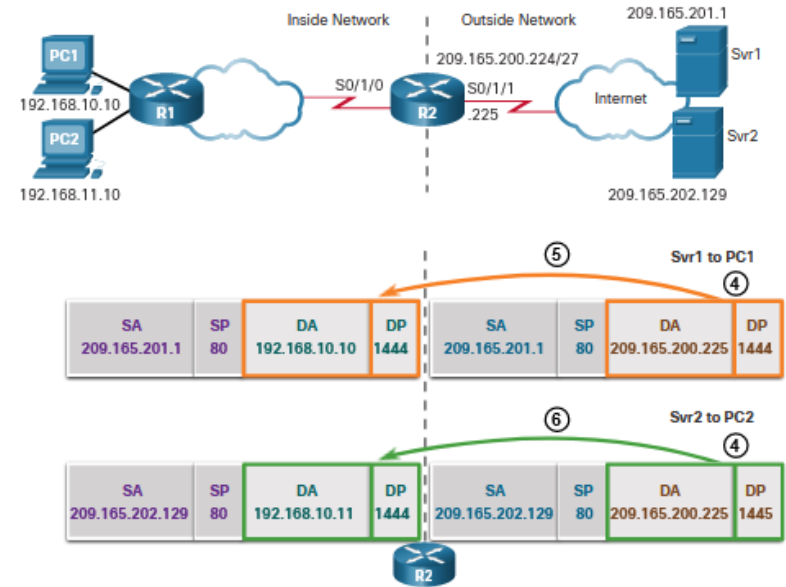 Inside Network
Outside Network
209.165.201.1
PC1
Svr1
209.165.200.224/27
S0/1/0
S0/1/1
192.168.10.10
R1
R2
.225
Internet
PC2
Svr2
192.168.11.10
209.165.202.129
5
Svr1 to PC1
4
SA SP DA DP SA SP DA DP
209.165.201.1 80 192.168.10.10 1444 209.165.201.1 80 209.165.200.225 1444
6
Svr2 to PC2
4
SA SP DA DP SA SP DA DP
209.165.202.129 80 192.168.10.11 1444 209.165.202.129 80 209.165.200.225 1445
R2